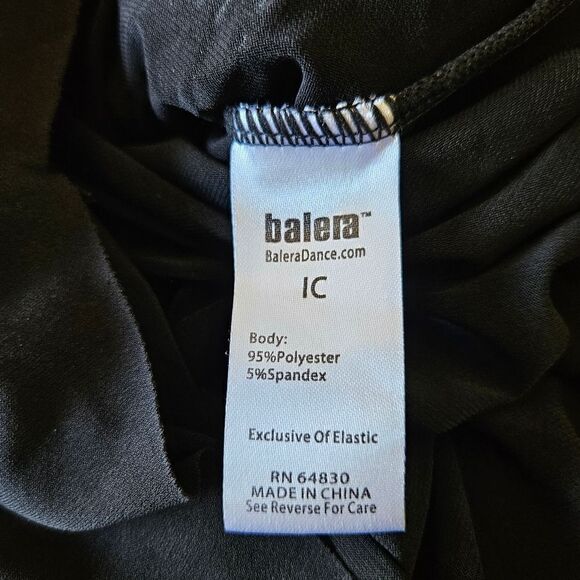 balera™
BaleraDance.com
IC
Body:
95%Polyester
5%Spandex
Exclusive Of Elastic
RN 64830
MADE IN CHINA
See Reverse For Care